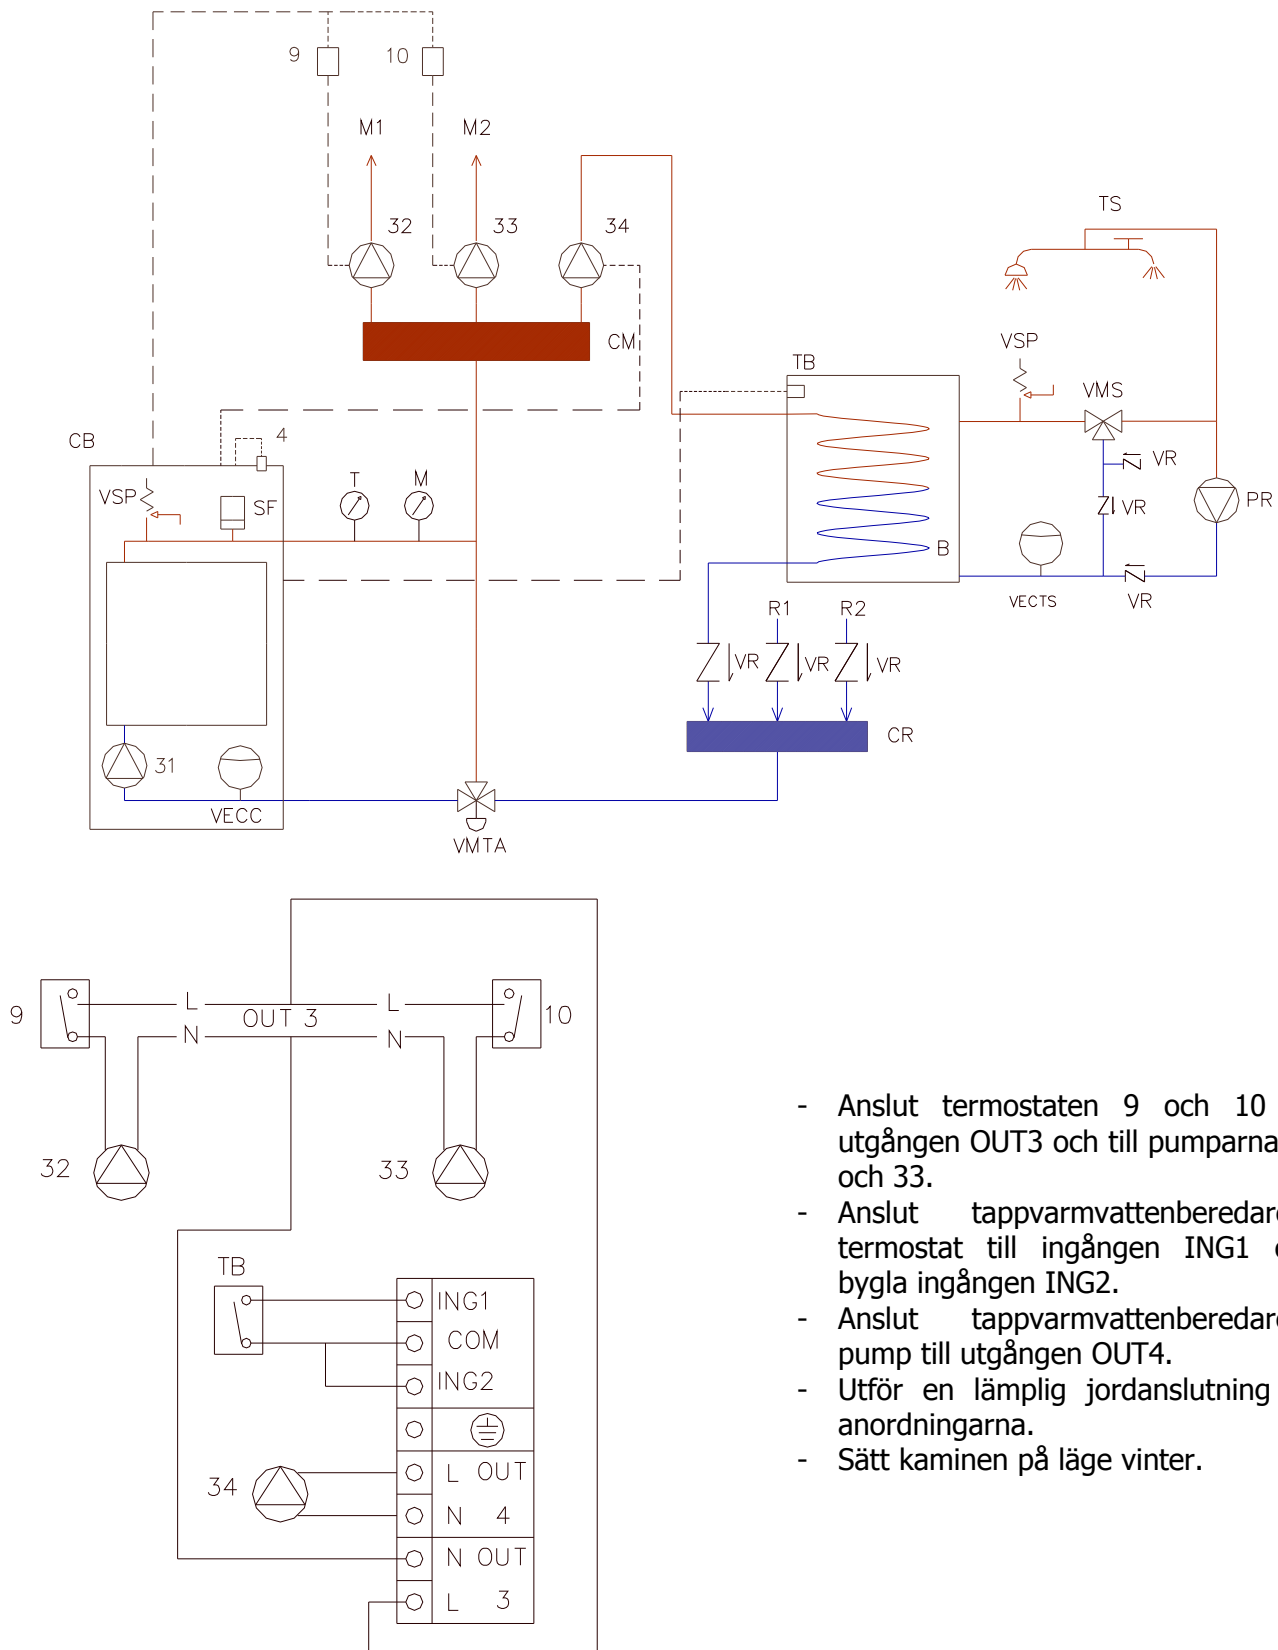 9
10
M1
M2
32
33
34
TS
CM
VSP
TB
VMS
CB
4
VR
VSP
SF
T
M
VR
PR
B
VECTS
VR
R1
R2
VR
VR
VR
CR
31
VECC
VMTA
9
L
L
10
OUT 3
N
N
32
33
TB
ING1
COM
ING2
34
L OUT
N 4
N OUT
L 3
- Anslut termostaten 9 och 10
utgången OUT3 och till pumparna
och 33.
- Anslut
termostat till ingången ING1
bygla ingången ING2.
- Anslut
pump till utgången OUT4.
- Utför en lämplig jordanslutning
anordningarna.
- Sätt kaminen på läge vinter.